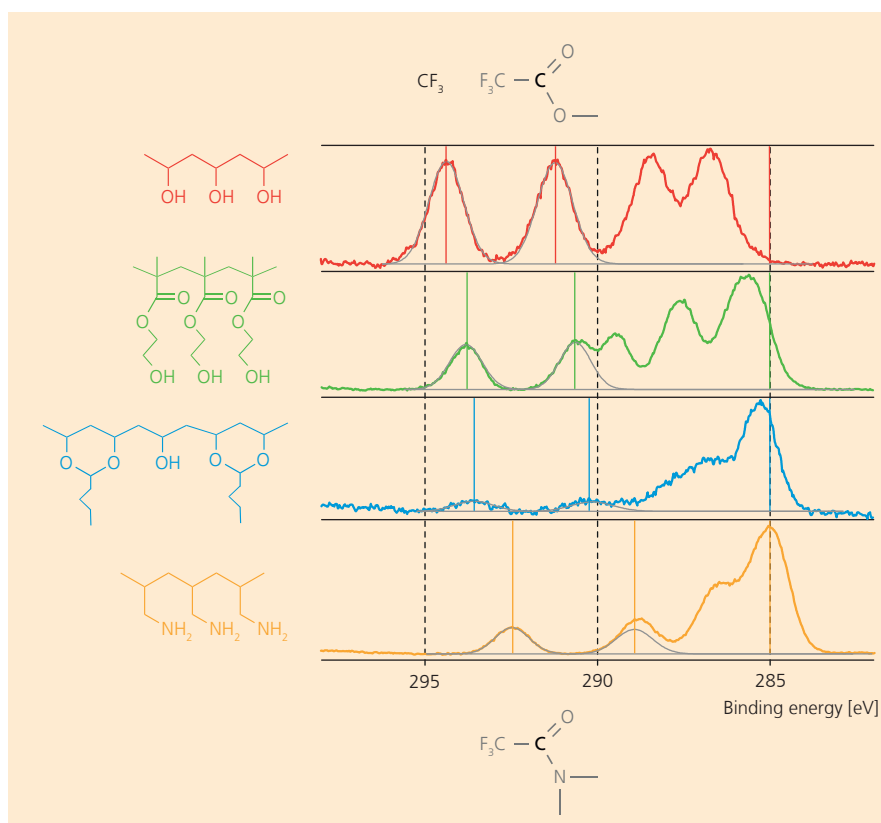 CF3 F3C — C O
O
OH OH OH
O O O
O O O
OH OH OH
O O OH O O
NH2 NH2 NH2
295 290 285
Binding energy [eV]
O
F3C — C
N